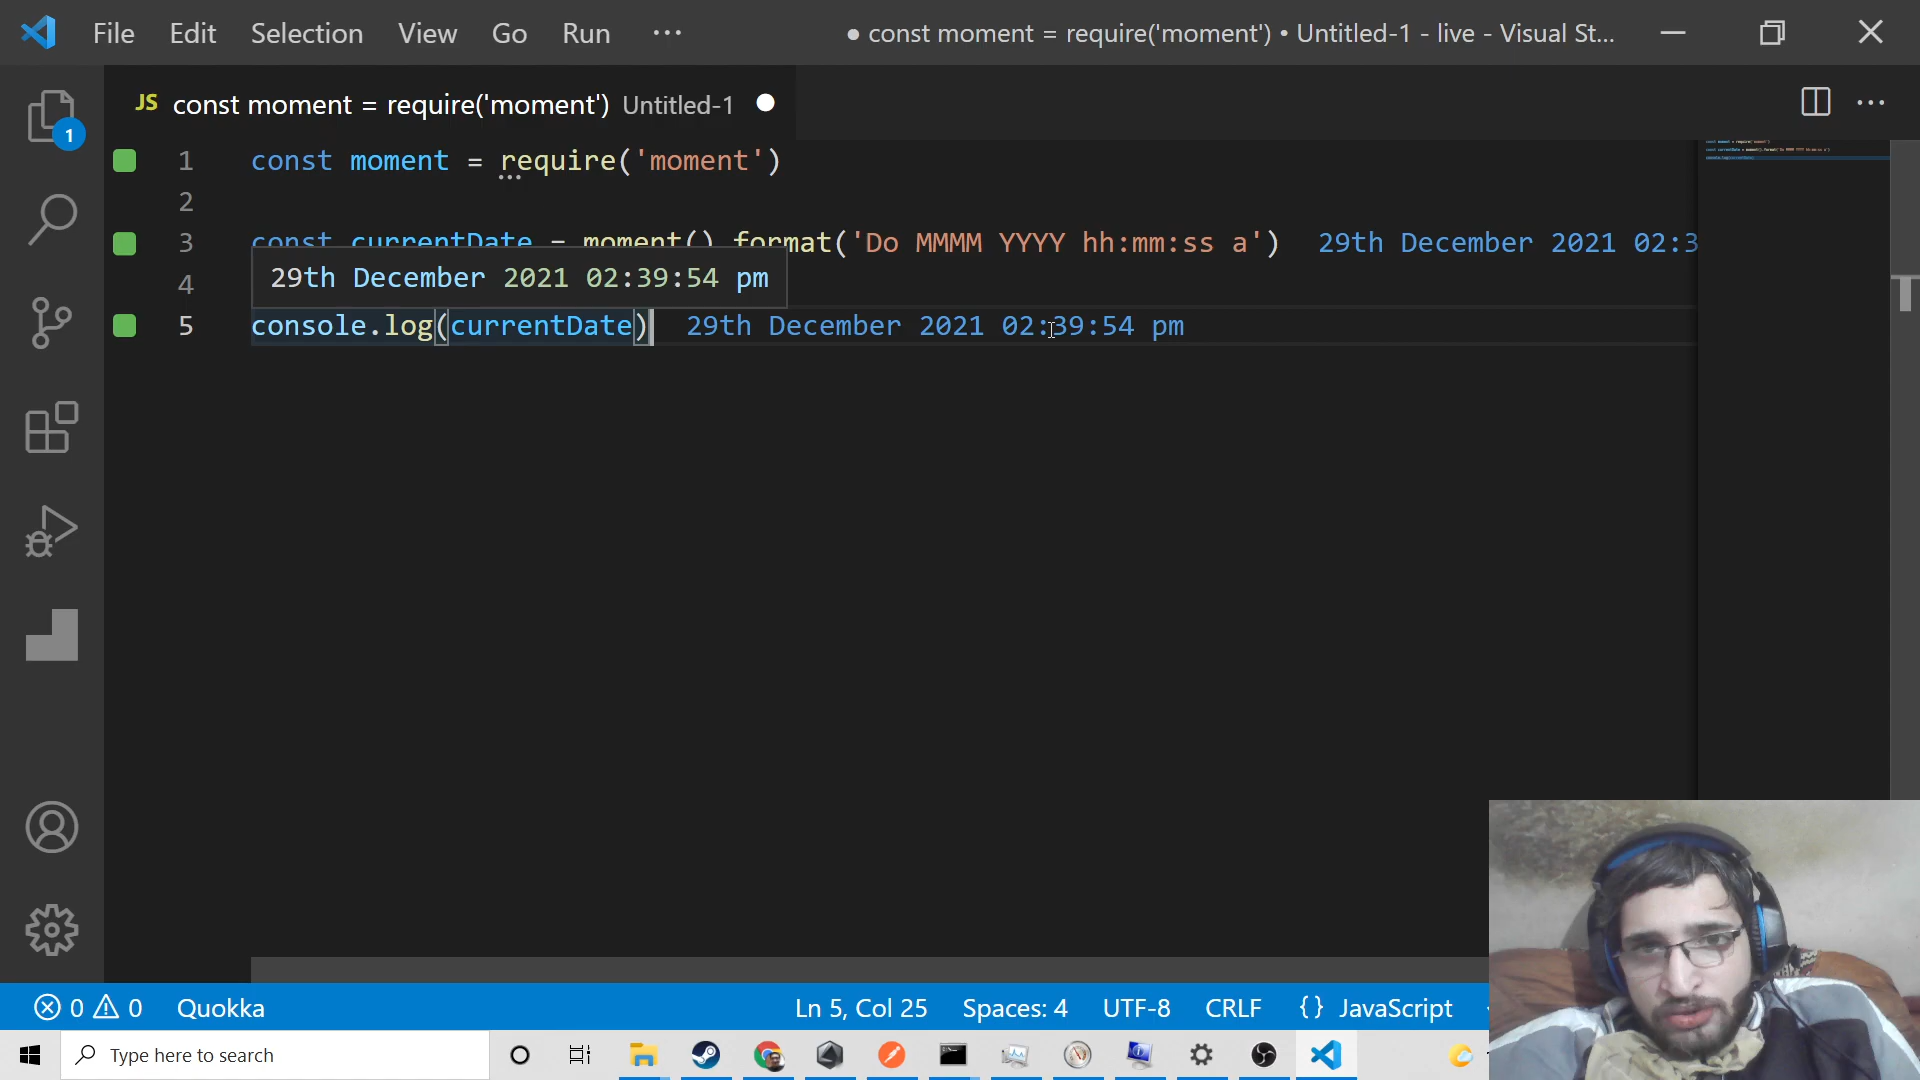 File Edit Selection View Go Run ···
● const moment = require('moment') • Untitled-1 - live - Visual St...
JS const moment = require('moment') Untitled-1
1
1 const moment = require('moment')
2
3 const currentDate = moment().format('Do MMMM YYYY hh:mm:ss a') 29th December 2021 02:3
29th December 2021 02:39:54 pm
4
5 console.log(currentDate) 29th December 2021 02:39:54 pm
0 0 Quokka Ln 5, Col 25 Spaces: 4 UTF-8 CRLF {} JavaScript
Type here to search